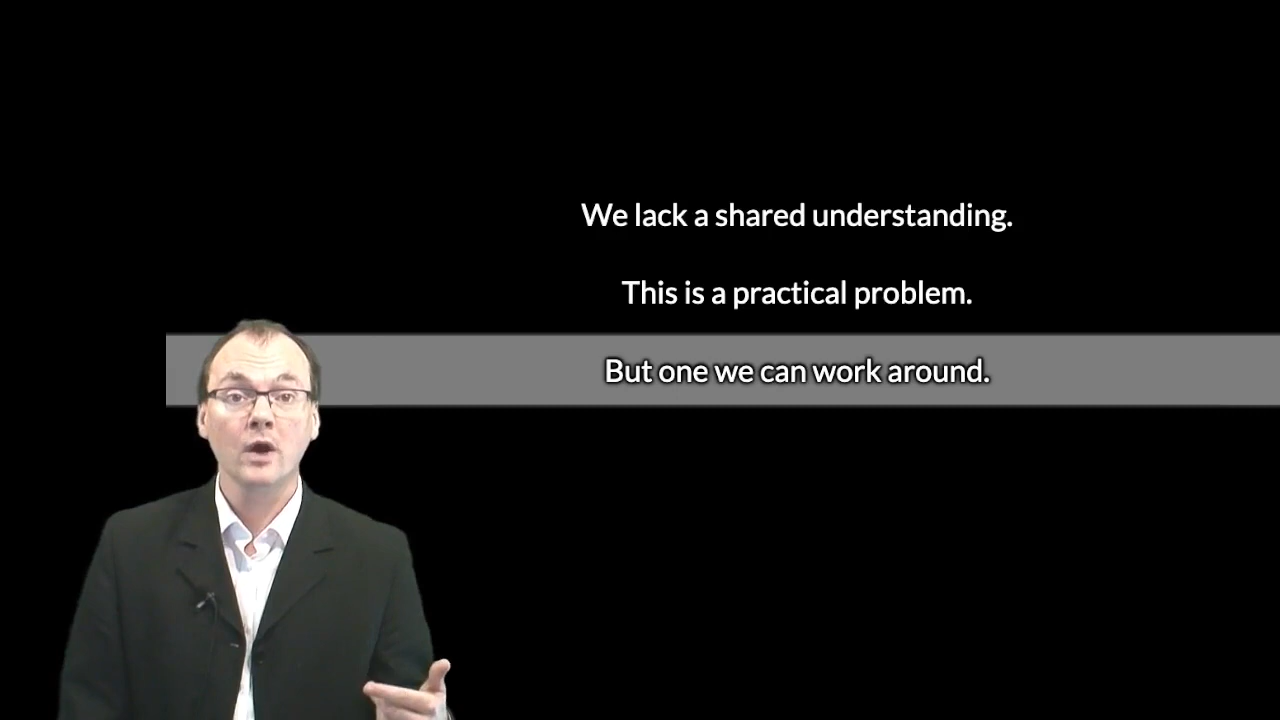 We lack a shared understanding.
This is a practical problem.
But one we can work around.